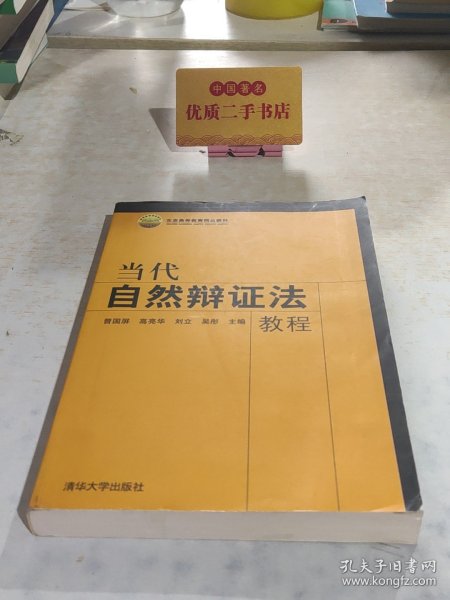 中国著名
优质二手书店
北京高等教育精品教材
当代
自然辩证法
教程
曾国屏 高亮华 刘立 吴彤 主编
清华大学出版社
孔夫子旧书网
www.kongfz.com